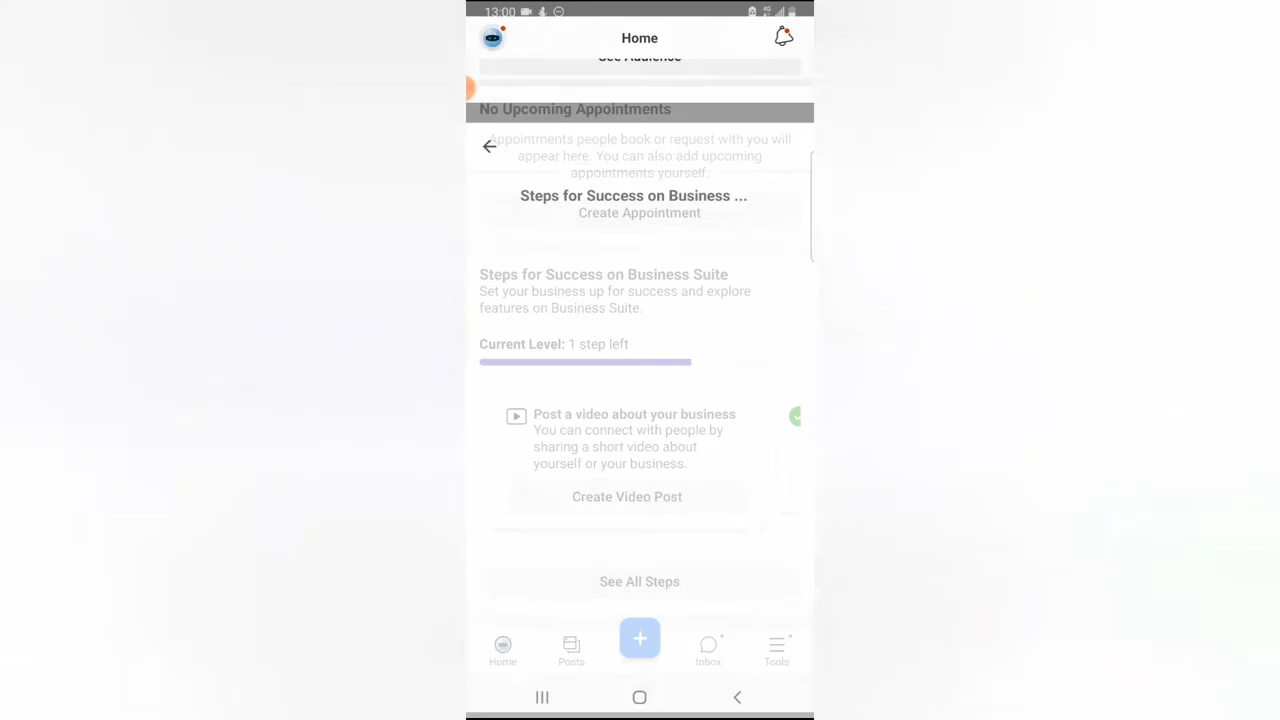 13:00
4G
Home
See Audience
No Upcoming Appointments
Appointments people book or request with you will
appear here. You can also add upcoming
appointments yourself.
Steps for Success on Business ...
Create Appointment
Steps for Success on Business Suite
Set your business up for success and explore
features on Business Suite.
Current Level: 1 step left
Post a video about your business
You can connect with people by
sharing a short video about
yourself or your business.
Create Video Post
See All Steps
Home
Posts
Inbox
Tools